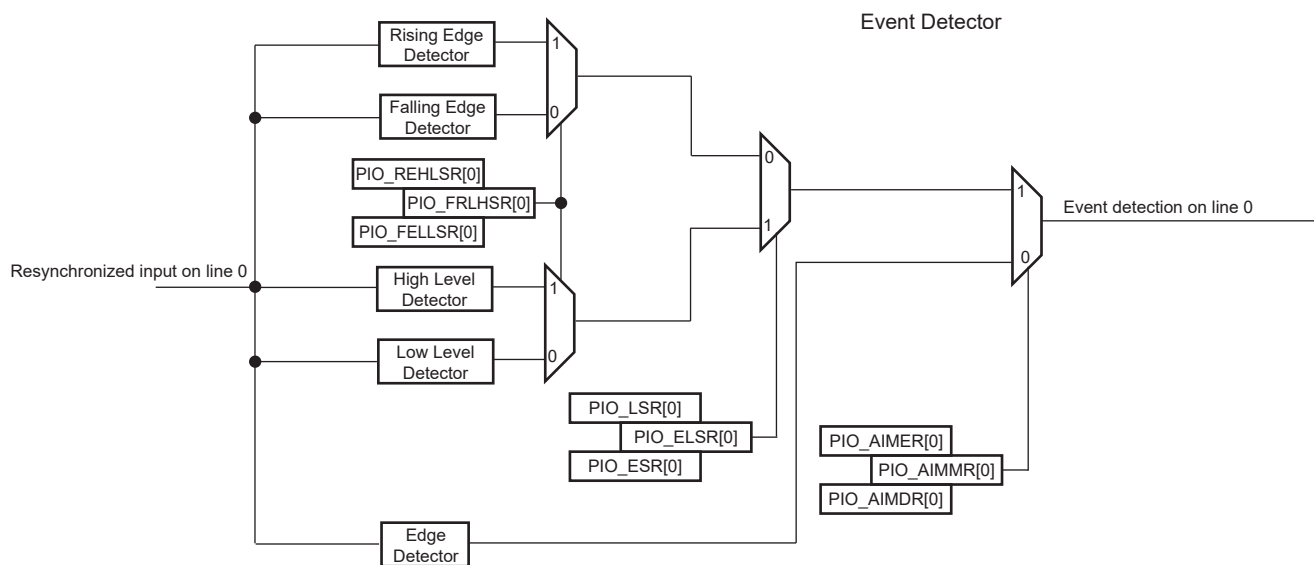 Event Detector
Rising Edge
Detector
1
Falling Edge
Detector
0
0
PIO_REHLSR[0]
PIO_FRLHSR[0]
PIO_FELLSR[0]
1
1
Event detection on line 0
0
Resynchronized input on line 0
High Level
Detector
1
Low Level
Detector
0
PIO_LSR[0]
PIO_ELSR[0]
PIO_ESR[0]
PIO_AIMER[0]
PIO_AIMMR[0]
PIO_AIMDR[0]
Edge
Detector